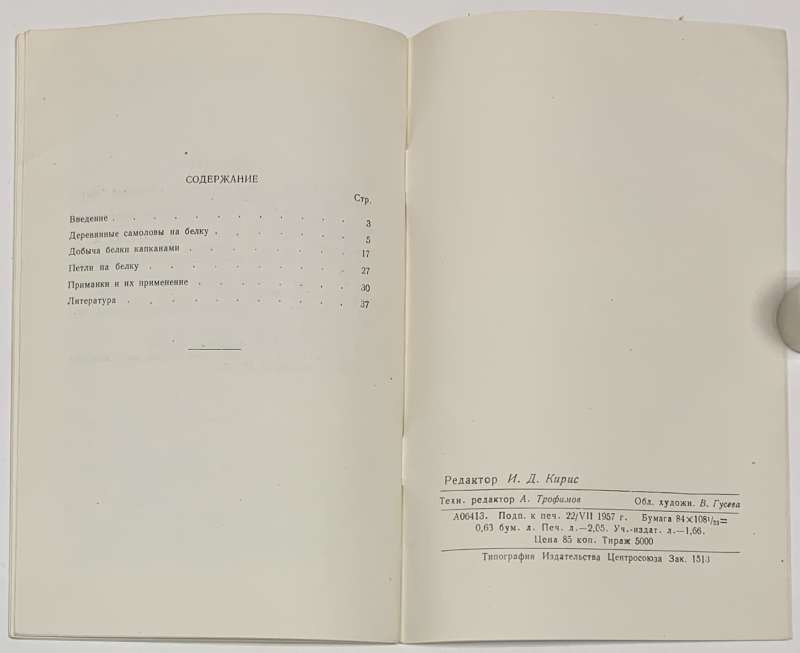 СОДЕРЖАНИЕ
Стр.
Введение . . . . . . . . . . . 3
Деревянные самоловы на белку . . . . . . . 5
Добыча белки капканами . . . . . . . . 17
Петли на белку . . . . . . . . . . 27
Приманки и их применение . . . . . . . . 30
Литература . . . . . . . . . . . 37
Редактор И. Д. Кирис
Техн. редактор А. Трофимов Обл. художн. В. Гусева
А06413. Подп. к печ. 22/VII 1957 г. Бумага 84×108¹/₃₂=
0,63 бум. л. Печ. л.—2,05. Уч.-издат. л.—1,66.
Цена 85 коп. Тираж 5000
Типография Издательства Центросоюза Зак. 1513